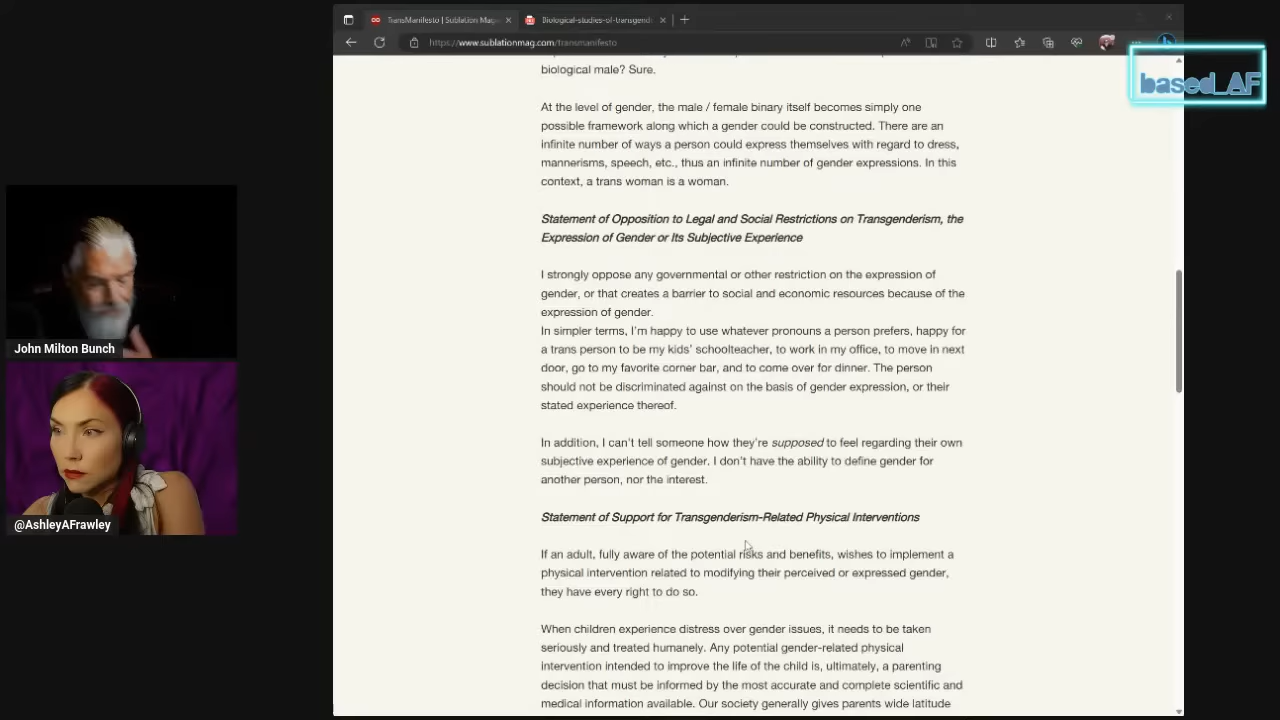 TransManifesto | Sublation Mag
Biological-studies-of-transgend
https://www.sublationmag.com/transmanifesto
based_AF
biological male? Sure.
At the level of gender, the male / female binary itself becomes simply one
possible framework along which a gender could be constructed. There are an
infinite number of ways a person could express themselves with regard to dress,
mannerisms, speech, etc., thus an infinite number of gender expressions. In this
context, a trans woman is a woman.
Statement of Opposition to Legal and Social Restrictions on Transgenderism, the
Expression of Gender or Its Subjective Experience
I strongly oppose any governmental or other restriction on the expression of
gender, or that creates a barrier to social and economic resources because of the
expression of gender.
In simpler terms, I'm happy to use whatever pronouns a person prefers, happy for
a trans person to be my kids' schoolteacher, to work in my office, to move in next
door, go to my favorite corner bar, and to come over for dinner. The person
should not be discriminated against on the basis of gender expression, or their
stated experience thereof.
In addition, I can't tell someone how they're supposed to feel regarding their own
subjective experience of gender. I don't have the ability to define gender for
another person, nor the interest.
Statement of Support for Transgenderism-Related Physical Interventions
If an adult, fully aware of the potential risks and benefits, wishes to implement a
physical intervention related to modifying their perceived or expressed gender,
they have every right to do so.
When children experience distress over gender issues, it needs to be taken
seriously and treated humanely. Any potential gender-related physical
intervention intended to improve the life of the child is, ultimately, a parenting
decision that must be informed by the most accurate and complete scientific and
medical information available. Our society generally gives parents wide latitude
John Milton Bunch
@AshleyAFrawley